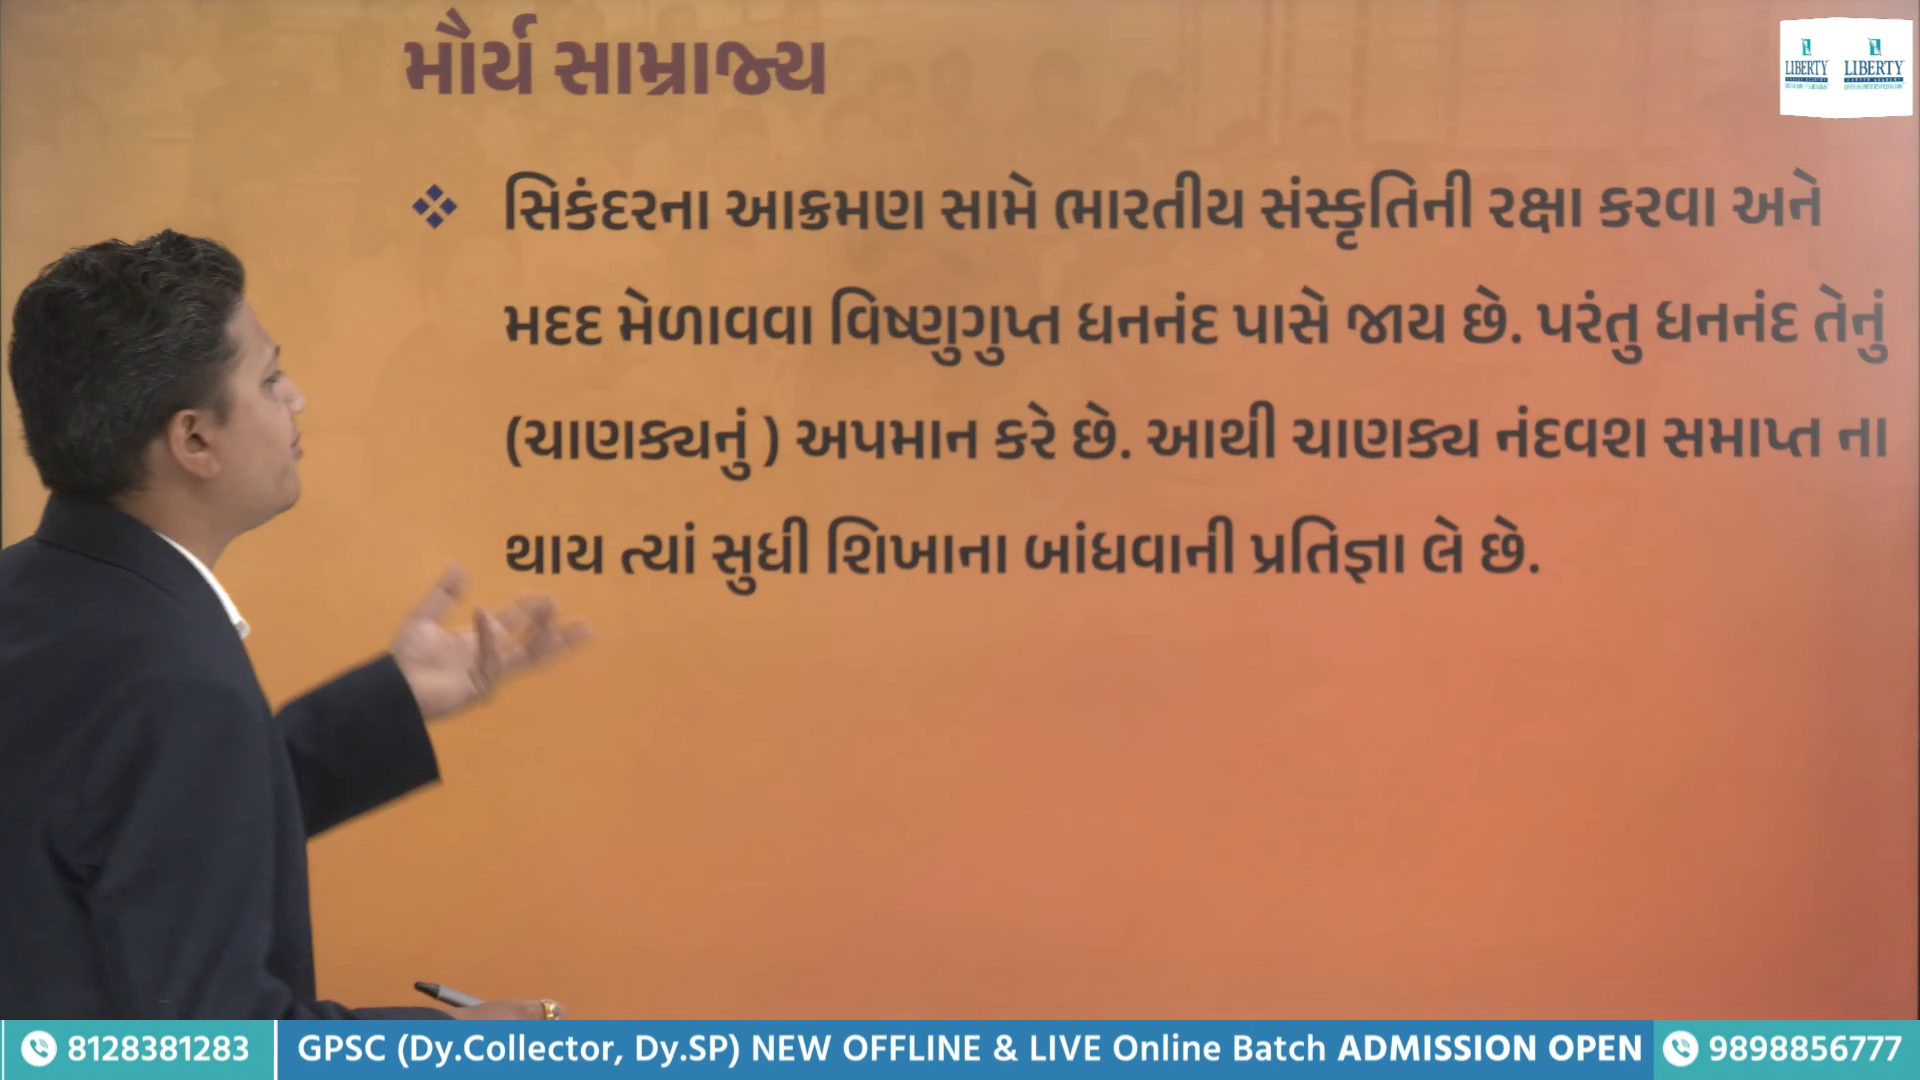 મૌર્ય સામ્રાજ્ય
LIBERTY LIBERTY
❖ સિકંદરના આક્રમણ સામે ભારતીય સંસ્કૃતિની રક્ષા કરવા અને
મદદ મેળાવવા વિષ્ણુગુપ્ત ધનનંદ પાસે જાય છે. પરંતુ ધનનંદ તેનું
(ચાણક્યનું ) અપમાન કરે છે. આથી ચાણક્ય નંદવશ સમાપ્ત ના
થાય ત્યાં સુધી શિખાના બાંધવાની પ્રતિજ્ઞા લે છે.
8128381283 GPSC (Dy.Collector, Dy.SP) NEW OFFLINE & LIVE Online Batch ADMISSION OPEN 9898856777